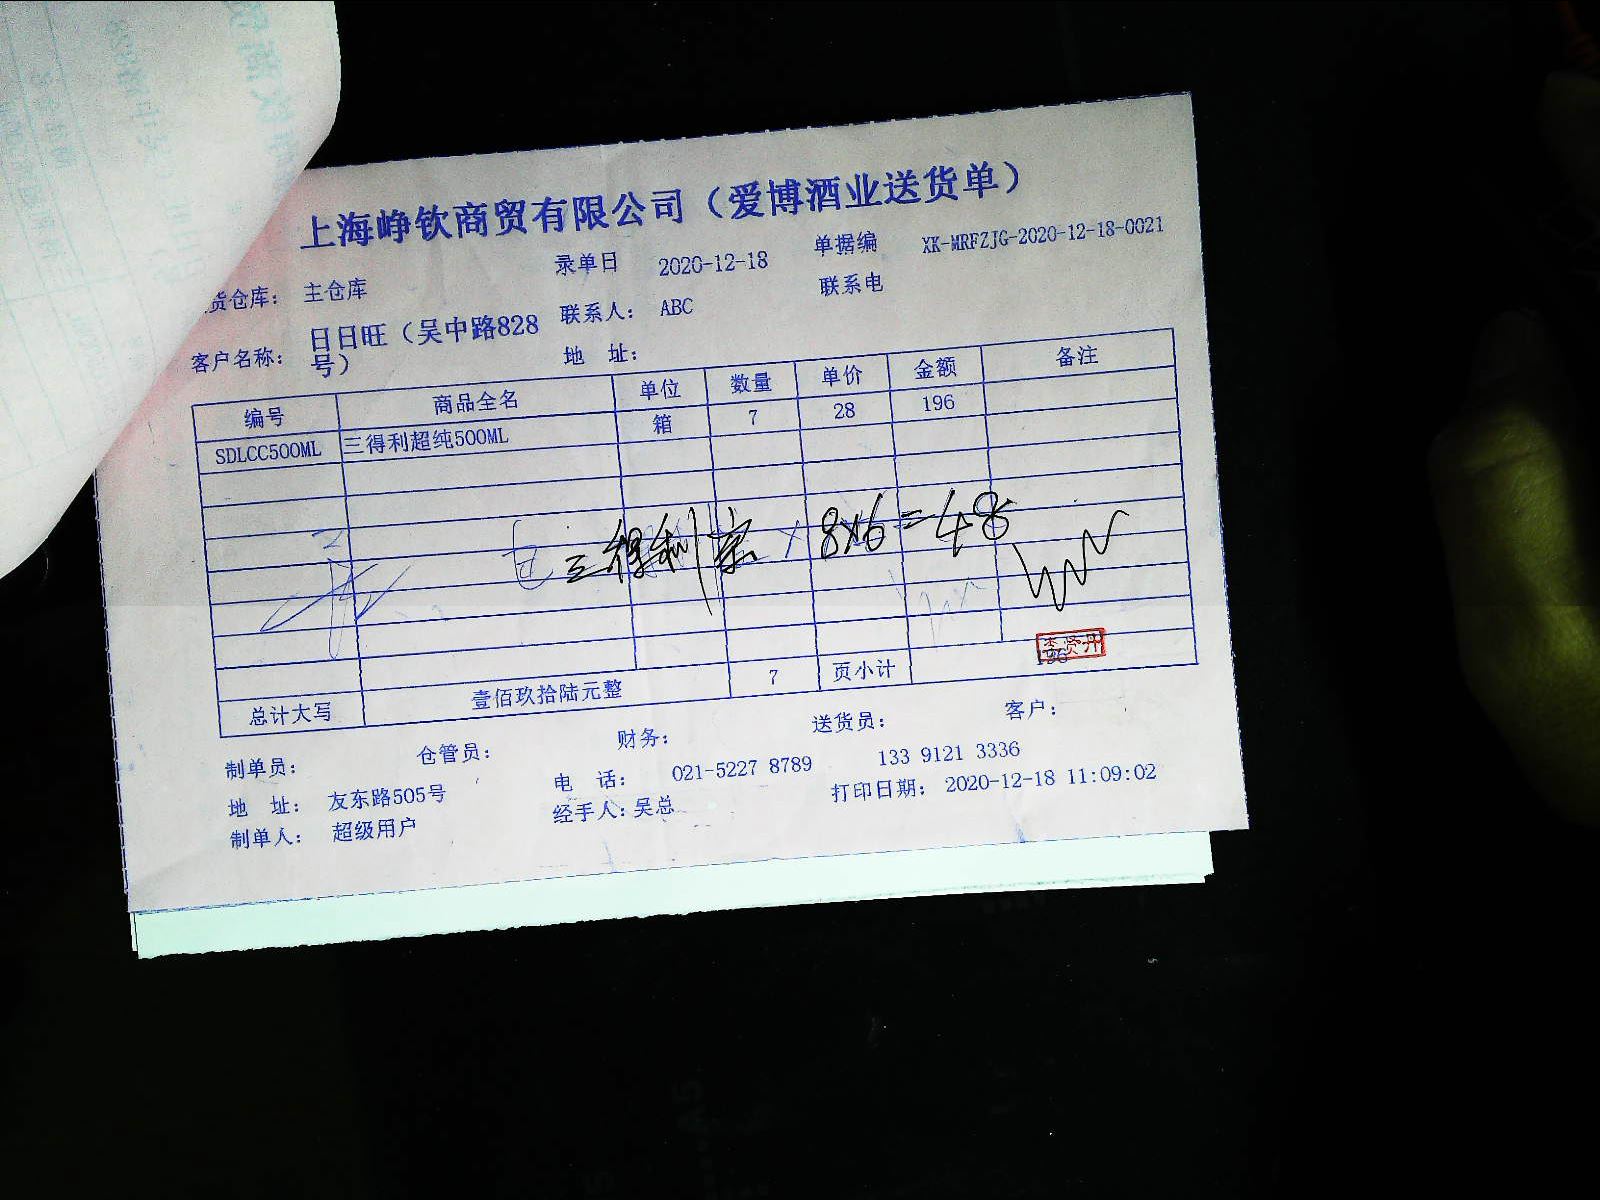 上海峥钦商贸有限公司（爱博酒业送货单）
货仓库： 主仓库 录单日 2020-12-18 单据编 XK-MRFZJG-2020-12-18-0021
客户名称： 日日旺（吴中路828号） 联系人： ABC 联系电
地 址：
编号 商品全名 单位 数量 单价 金额 备注
SDLCC500ML 三得利超纯500ML 箱 7 28 196
三得利 8x6=48
李贤丹
196
总计大写 壹佰玖拾陆元整 7 页小计
制单员： 仓管员： 财务： 送货员： 客户：
地 址： 友东路505号 电 话： 021-5227 8789 133 9121 3336
制单人： 超级用户 经手人：吴总 打印日期： 2020-12-18 11:09:02